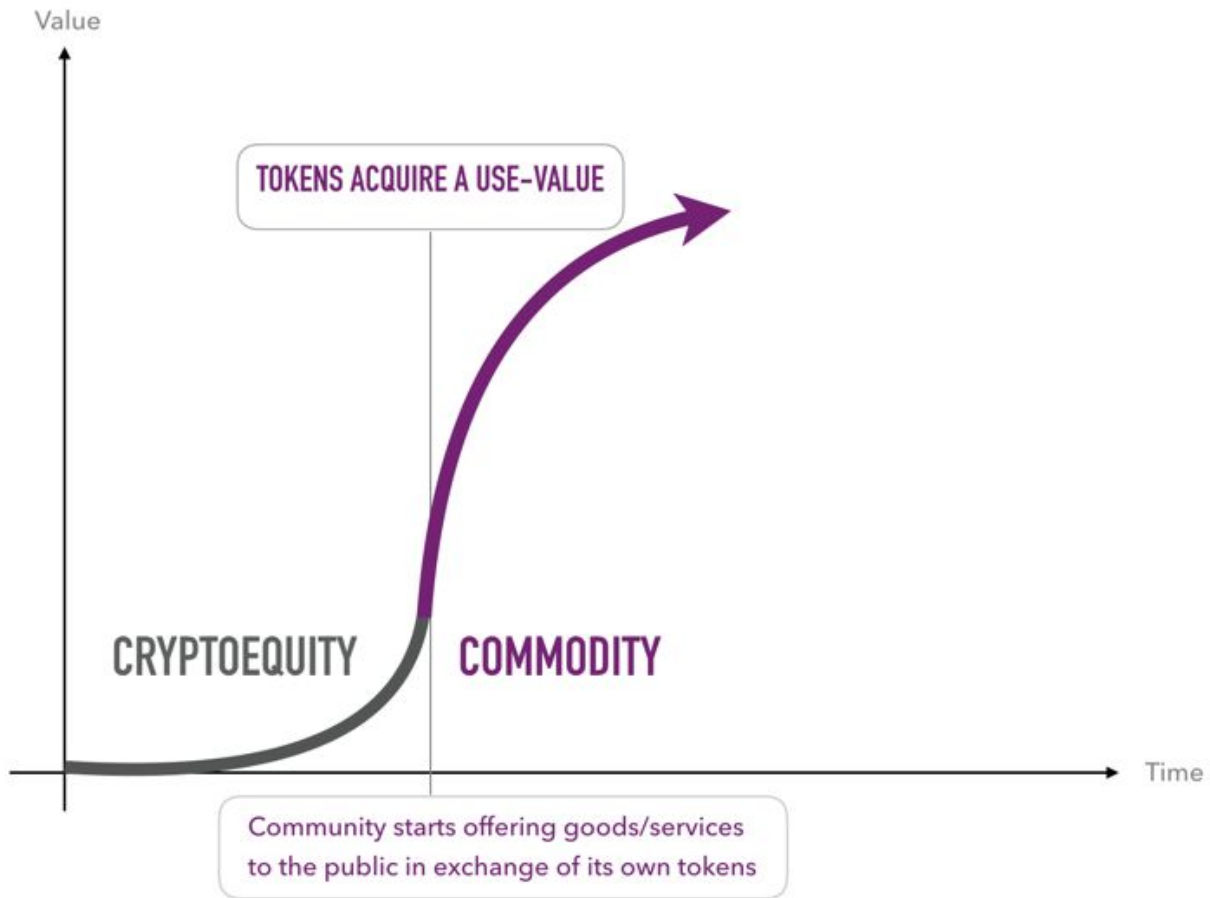 Value
TOKENS ACQUIRE A USE-VALUE
CRYPTOEQUITY
COMMODITY
Time
Community starts offering goods/services
to the public in exchange of its own tokens